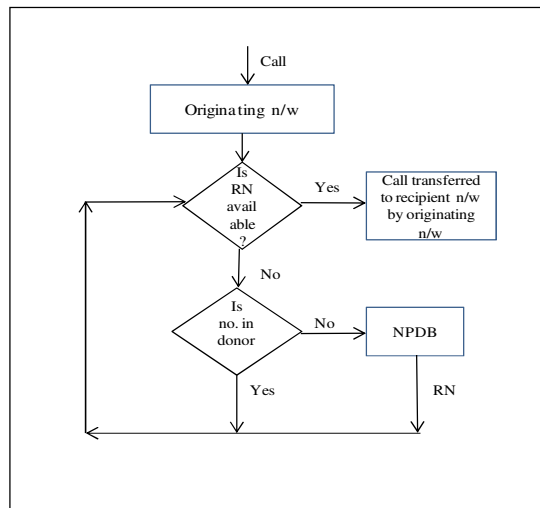 Call
Originating n/w
Is
RN
avail
able
?
Yes
Call transferred
to recipient n/w
by originating
n/w
No
Is
no. in
donor
No
NPDB
Yes
RN